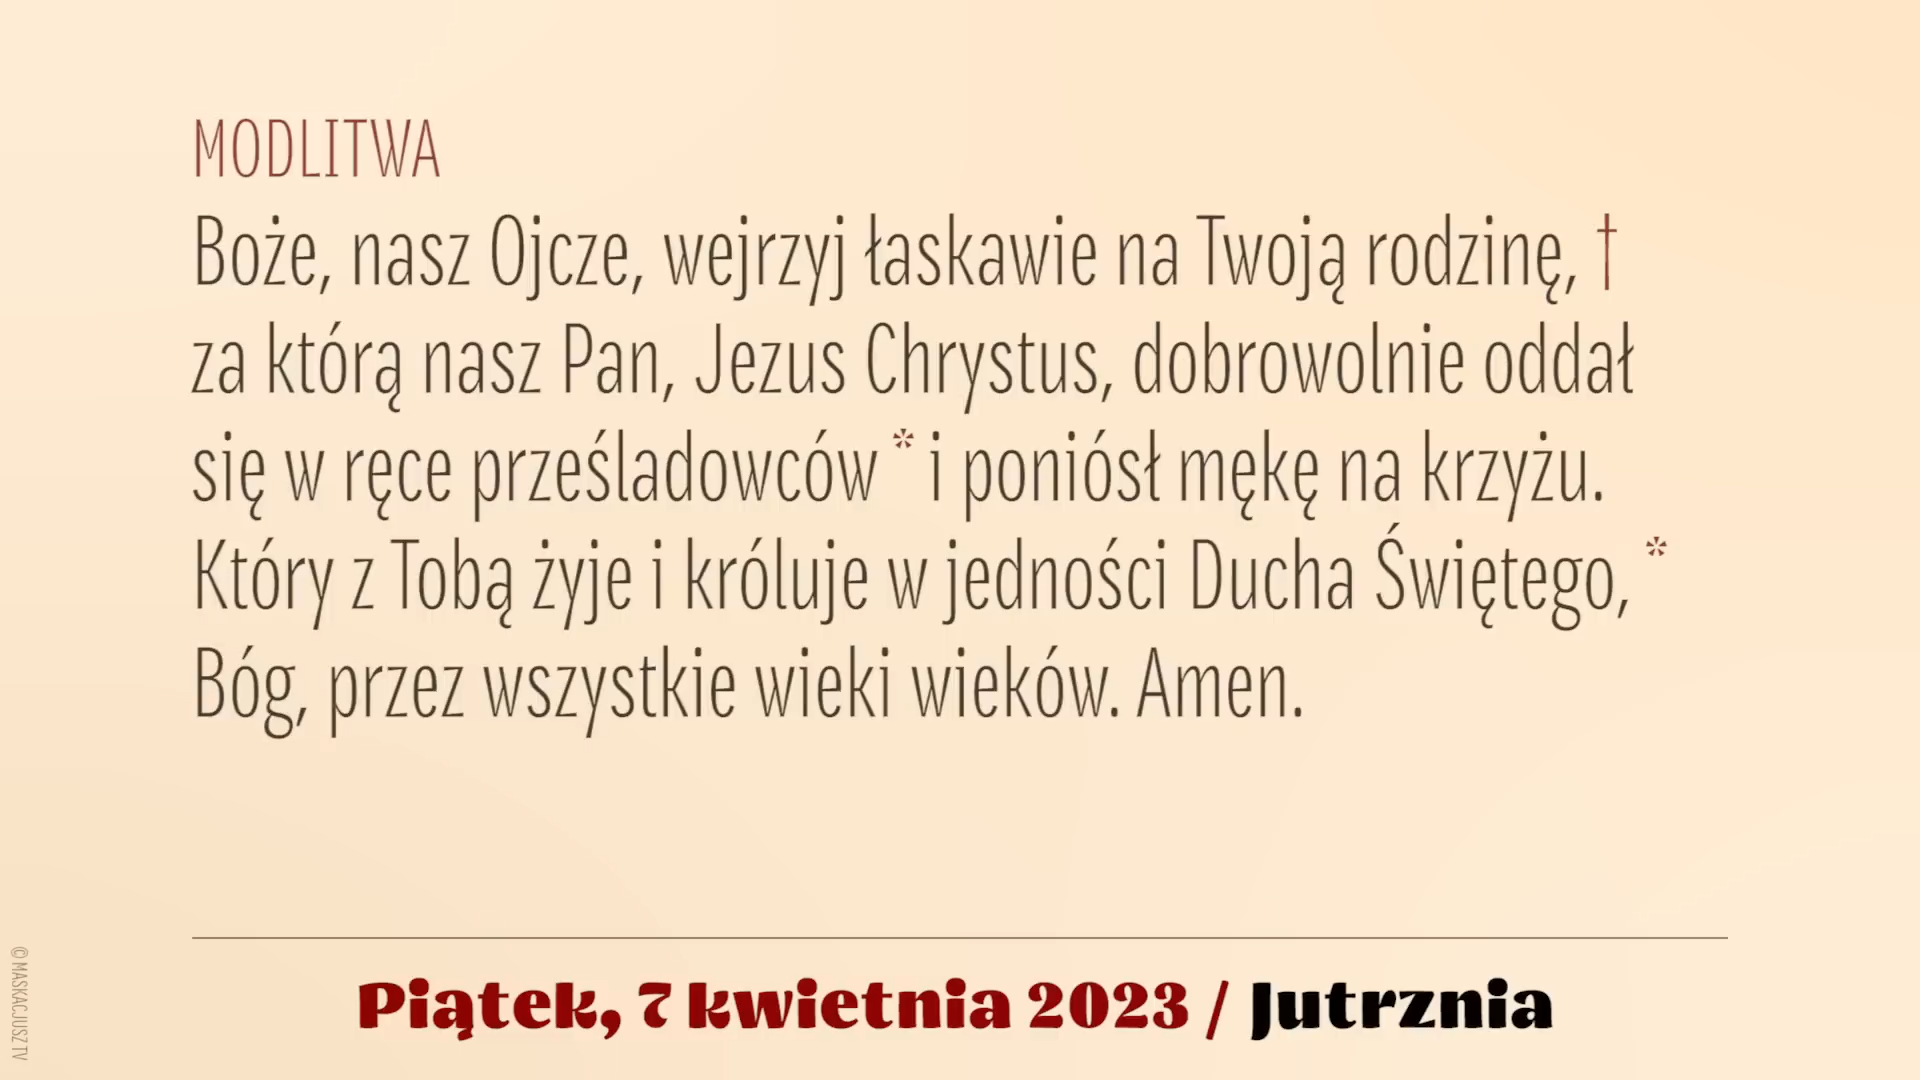 MODLITWA
Boże, nasz Ojcze, wejrzyj łaskawie na Twoją rodzinę, †
za którą nasz Pan, Jezus Chrystus, dobrowolnie oddał
się w ręce prześladowców * i poniósł mękę na krzyżu.
Który z Tobą żyje i króluje w jedności Ducha Świętego, *
Bóg, przez wszystkie wieki wieków. Amen.
© MASKACJUSZ TV
Piątek, 7 kwietnia 2023 / Jutrznia